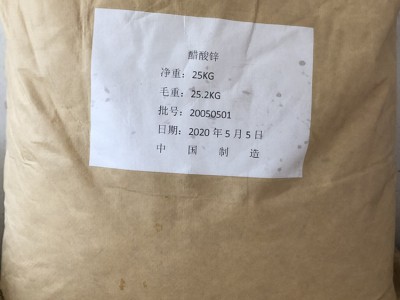 醋酸锌
净重：25KG
毛重：25.2KG
批号：20050501
日期：2020 年 5 月 5 日
中 国 制 造